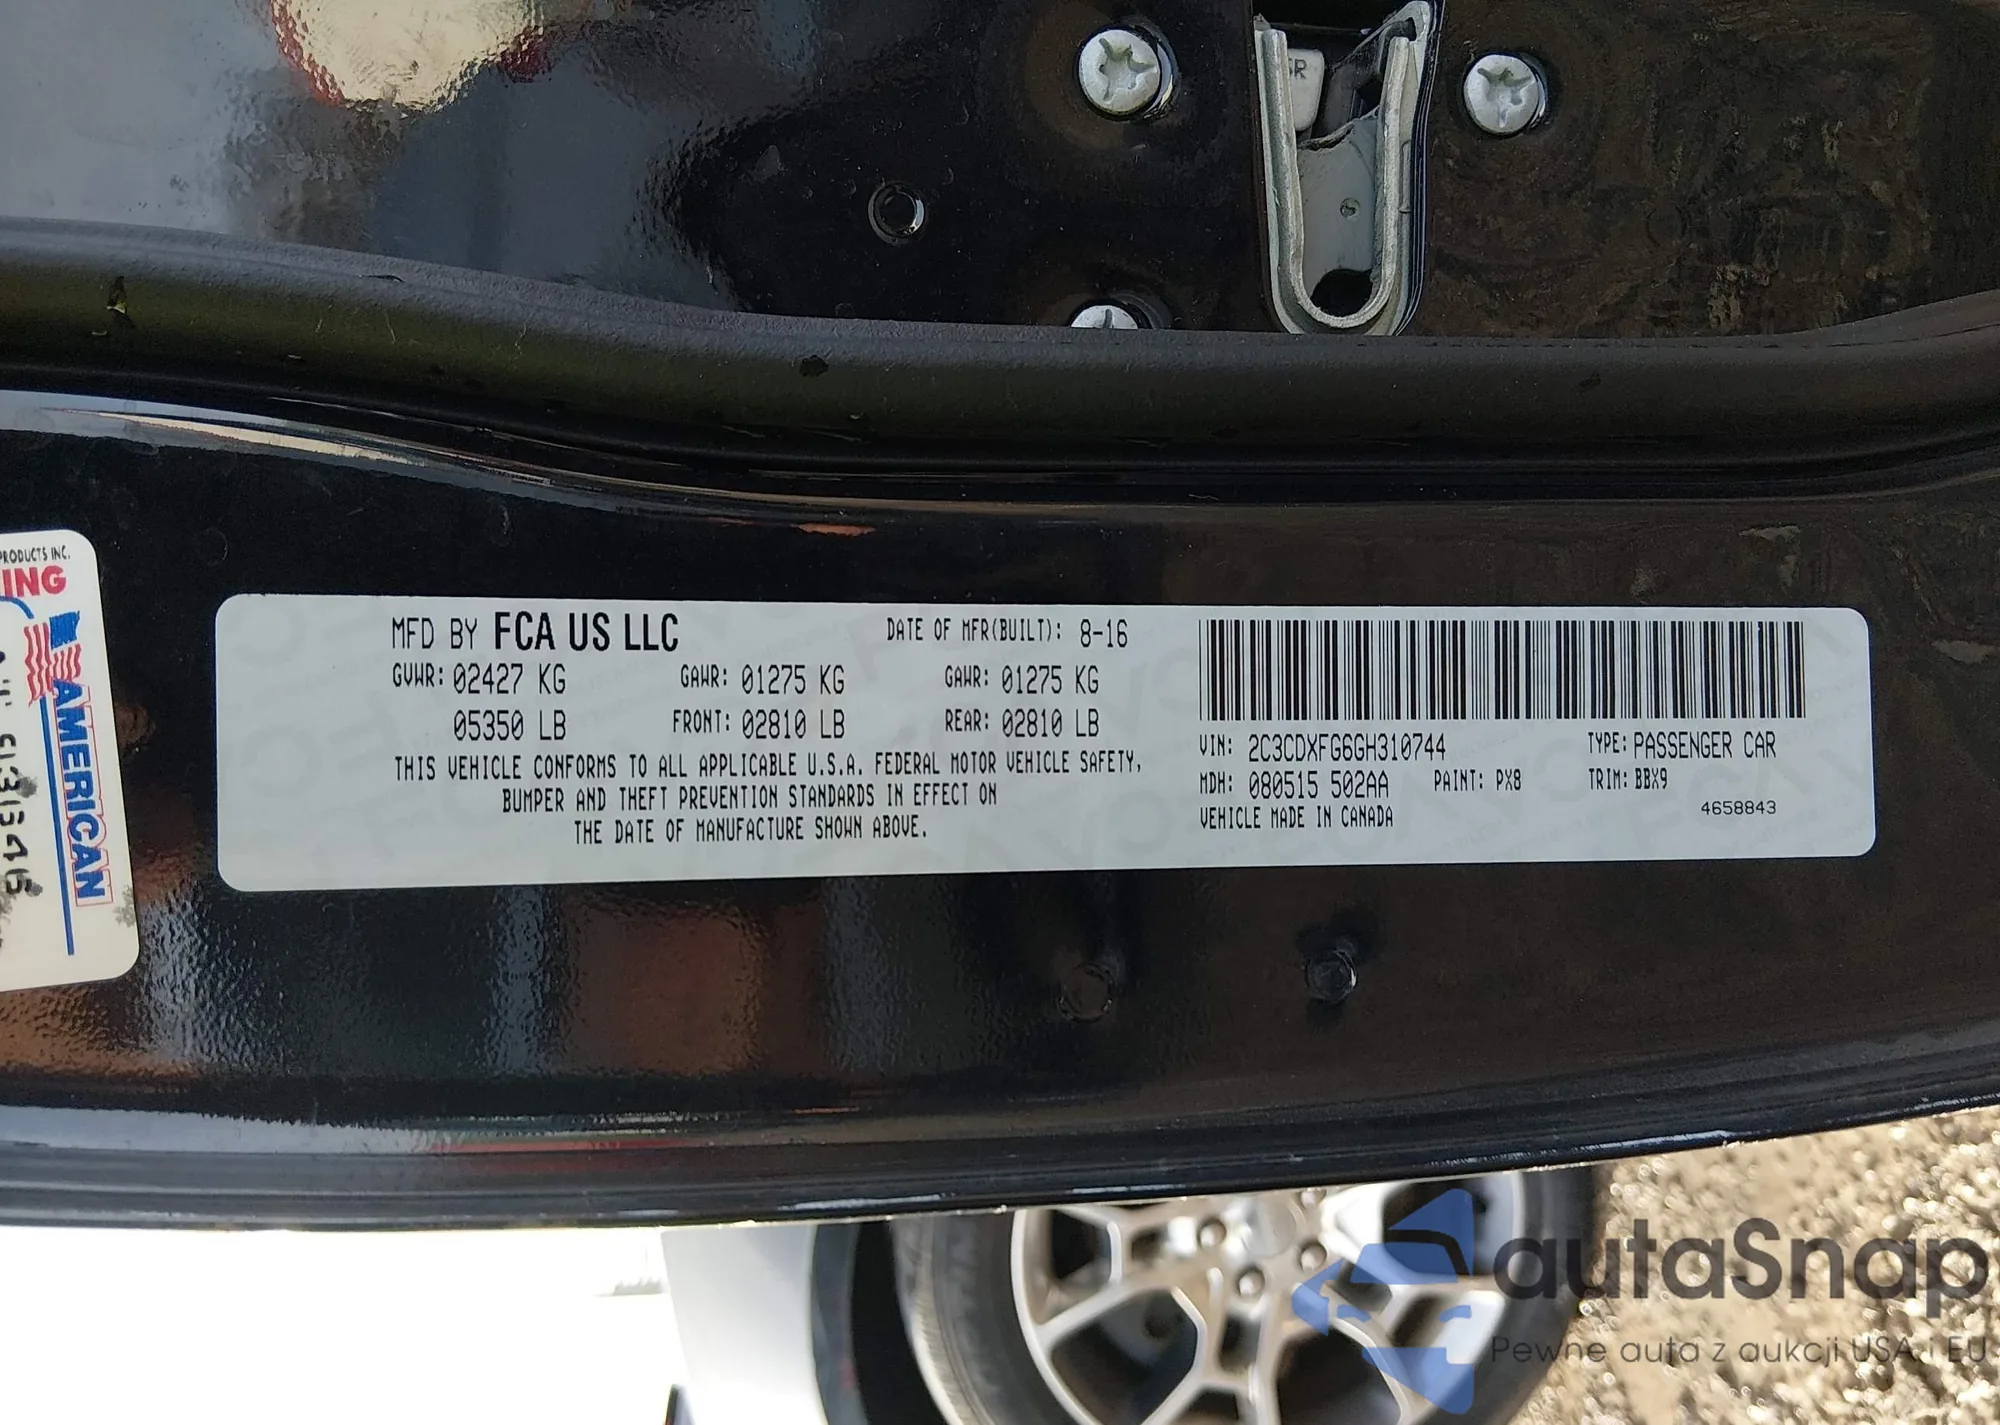 SR
PRODUCTS INC.
ING
AMERICAN
MFD BY FCA US LLC
DATE OF MFR(BUILT): 8-16
GVWR: 02427 KG GAWR: 01275 KG GAWR: 01275 KG
05350 LB FRONT: 02810 LB REAR: 02810 LB
THIS VEHICLE CONFORMS TO ALL APPLICABLE U.S.A. FEDERAL MOTOR VEHICLE SAFETY,
BUMPER AND THEFT PREVENTION STANDARDS IN EFFECT ON
THE DATE OF MANUFACTURE SHOWN ABOVE.
VIN: 2C3CDXFG6GH310744 TYPE: PASSENGER CAR
MDH: 080515 502AA PAINT: PX8 TRIM: BBX9
VEHICLE MADE IN CANADA 4658843
autaSnap
Pewne auta z aukcji USA i EU